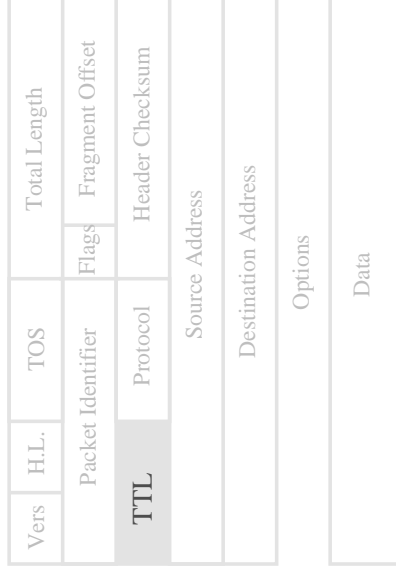 Vers H.L. TOS Total Length
Packet Identifier Flags Fragment Offset
TTL Protocol Header Checksum
Source Address
Destination Address
Options
Data